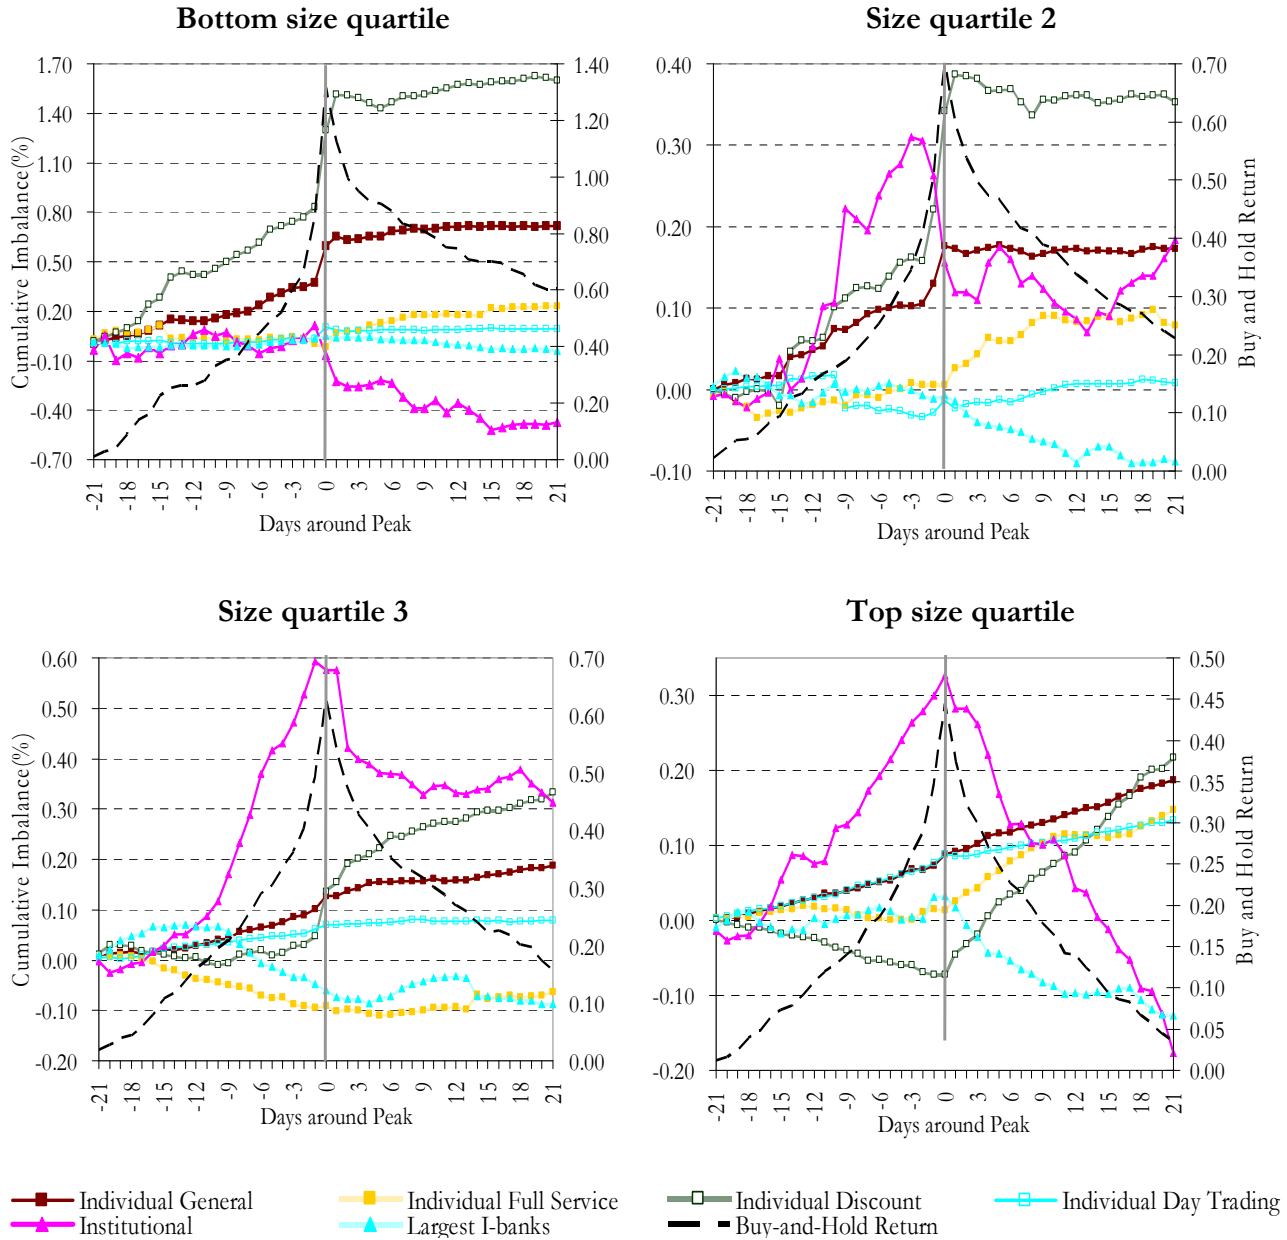 Bottom size quartile
Size quartile 2
1.70
1.40
1.10
0.80
0.50
0.20
-0.10
-0.40
-0.70
Cumulative Imbalance(%)
1.40
1.20
1.00
0.80
0.60
0.40
0.20
0.00
-21 -18 -15 -12 -9 -6 -3 0 3 6 9 12 15 18 21
Days around Peak
0.40
0.30
0.20
0.10
0.00
-0.10
0.70
0.60
0.50
0.40
0.30
0.20
0.10
0.00
Buy and Hold Return
-21 -18 -15 -12 -9 -6 -3 0 3 6 9 12 15 18 21
Days around Peak
Size quartile 3
Top size quartile
0.60
0.50
0.40
0.30
0.20
0.10
0.00
-0.10
-0.20
Cumulative Imbalance(%)
0.70
0.60
0.50
0.40
0.30
0.20
0.10
0.00
-21 -18 -15 -12 -9 -6 -3 0 3 6 9 12 15 18 21
Days around Peak
0.30
0.20
0.10
0.00
-0.10
-0.20
0.50
0.45
0.40
0.35
0.30
0.25
0.20
0.15
0.10
0.05
0.00
Buy and Hold Return
-21 -18 -15 -12 -9 -6 -3 0 3 6 9 12 15 18 21
Days around Peak
Individual General
Individual Full Service
Individual Discount
Individual Day Trading
Institutional
Largest I-banks
Buy-and-Hold Return